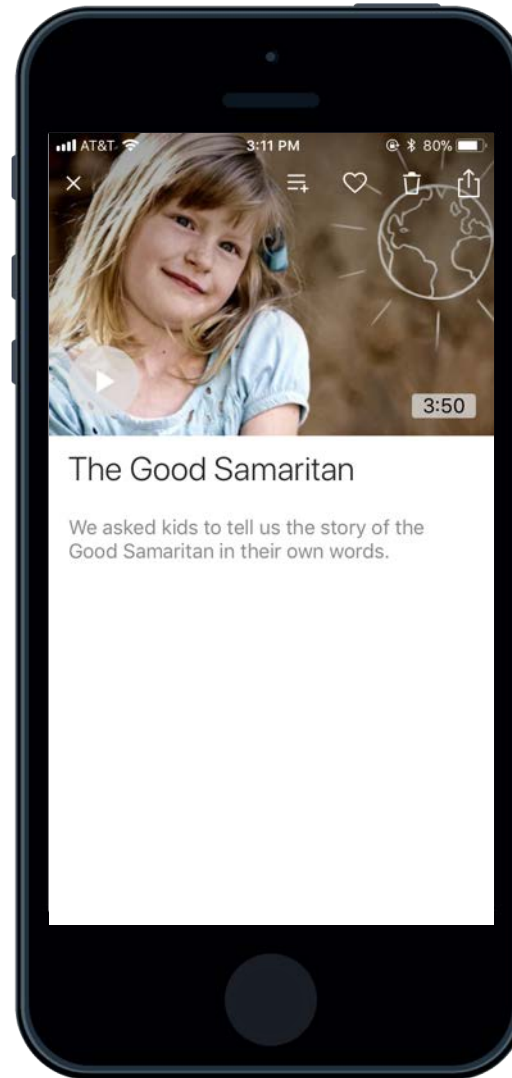 AT&T 3:11 PM 80%
3:50
The Good Samaritan
We asked kids to tell us the story of the
Good Samaritan in their own words.